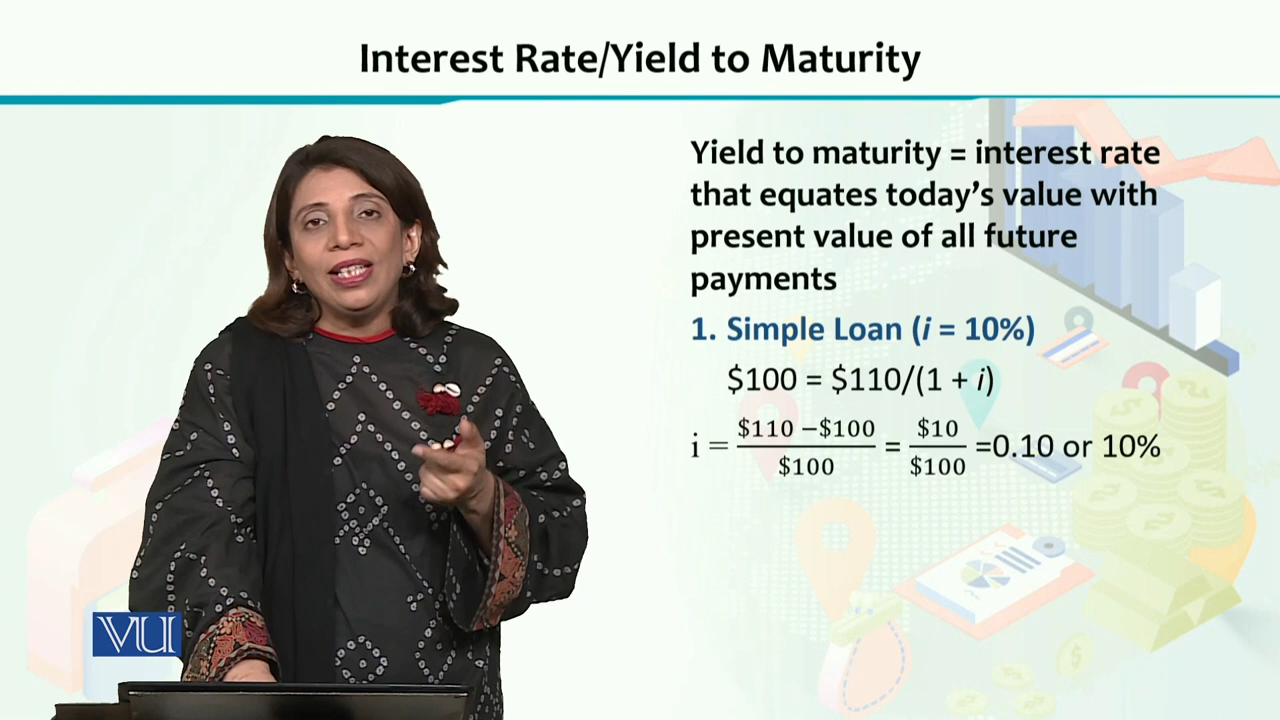 Interest Rate/Yield to Maturity
Yield to maturity = interest rate
that equates today's value with
present value of all future
payments
1. Simple Loan (i = 10%)
$100 = $110/(1 + i)
i = $110 –$100 / $100 = $10 / $100 =0.10 or 10%
VU